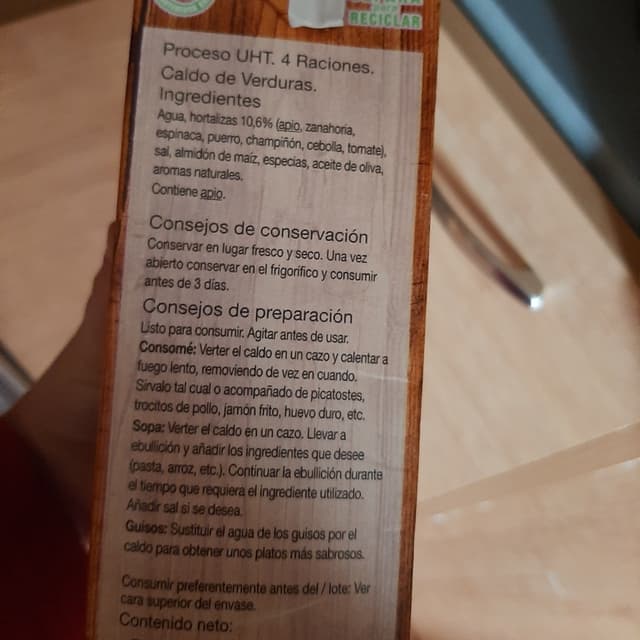 RECICLAR
Proceso UHT. 4 Raciones.
Caldo de Verduras.
Ingredientes
Agua, hortalizas 10,6% (apio, zanahoria,
espinaca, puerro, champiñón, cebolla, tomate),
sal, almidón de maíz, especias, aceite de oliva,
aromas naturales.
Contiene apio.
Consejos de conservación
Conservar en lugar fresco y seco. Una vez
abierto conservar en el frigorífico y consumir
antes de 3 días.
Consejos de preparación
Listo para consumir. Agitar antes de usar.
Consomé: Verter el caldo en un cazo y calentar a
fuego lento, removiendo de vez en cuando.
Sírvalo tal cual o acompañado de picatostes,
trocitos de pollo, jamón frito, huevo duro, etc.
Sopa: Verter el caldo en un cazo. Llevar a
ebullición y añadir los ingredientes que desee
(pasta, arroz, etc.). Continuar la ebullición durante
el tiempo que requiera el ingrediente utilizado.
Añadir sal si se desea.
Guisos: Sustituir el agua de los guisos por el
caldo para obtener unos platos más sabrosos.
Consumir preferentemente antes del / lote: Ver
cara superior del envase.
Contenido neto: